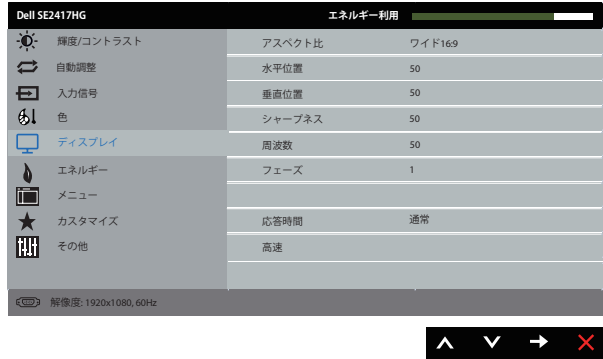 Dell SE2417HG エネルギー利用
輝度/コントラスト
自動調整
入力信号
色
ディスプレイ
エネルギー
メニュー
カスタマイズ
その他
アスペクト比 ワイド16:9
水平位置 50
垂直位置 50
シャープネス 50
周波数 50
フェーズ 1
応答時間 通常
高速
解像度: 1920x1080, 60Hz